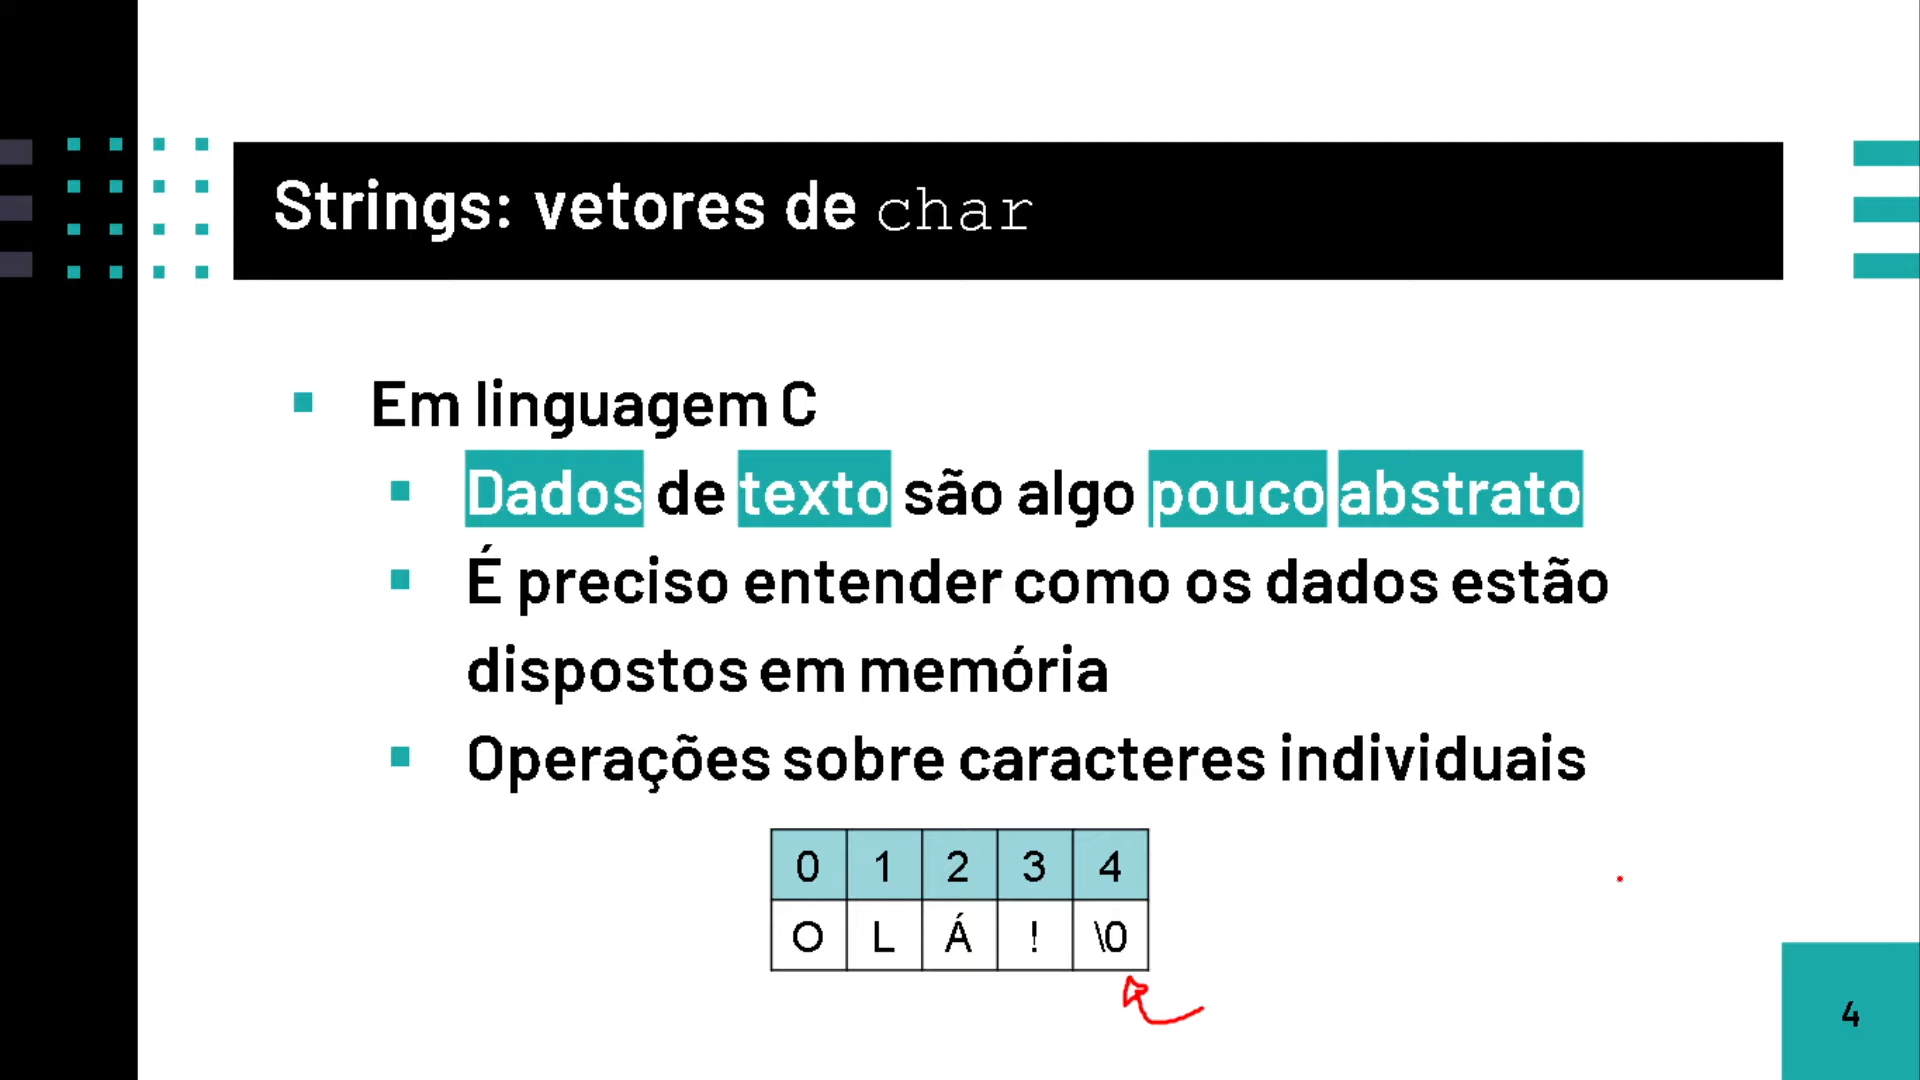 Strings: vetores de char
Em linguagem C
Dados de texto são algo pouco abstrato
É preciso entender como os dados estão
dispostos em memória
Operações sobre caracteres individuais
0 1 2 3 4
O L Á ! \0
4